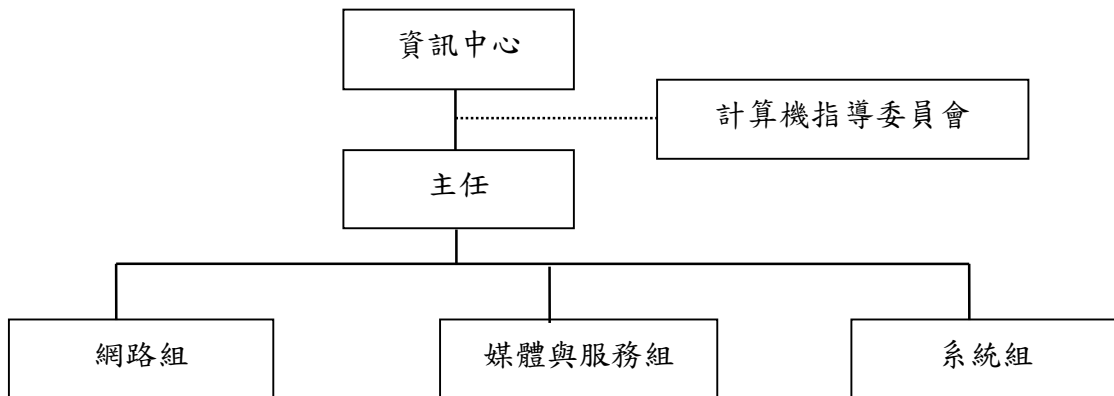 資訊中心
計算機指導委員會
主任
網路組
媒體與服務組
系統組